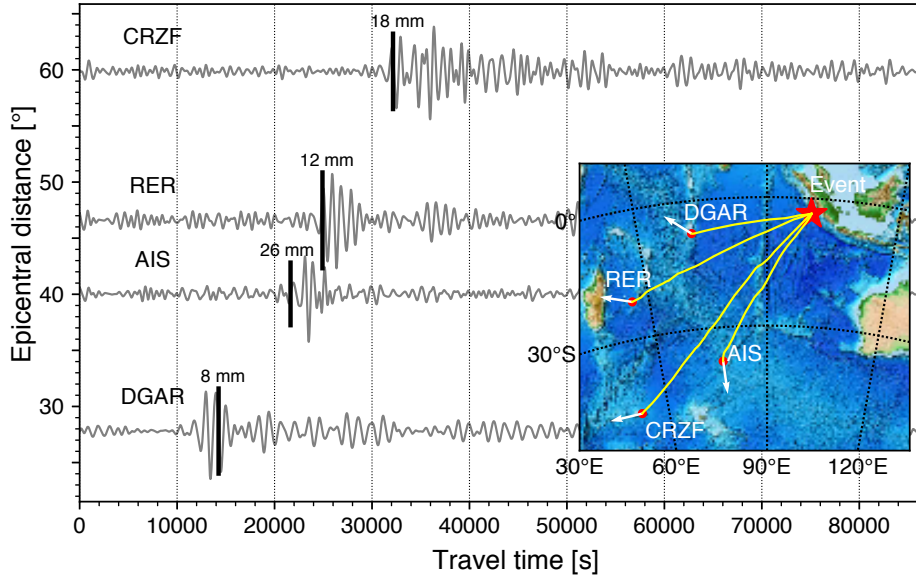 CRZF
18 mm
60
RER
12 mm
50
AIS
26 mm
40
DGAR
8 mm
30
Epicentral distance [°]
0 10000 20000 30000 40000 50000 60000 70000 80000
Travel time [s]
Event
DGAR
0°
RER
30°S
AIS
CRZF
30°E 60°E 90°E 120°E